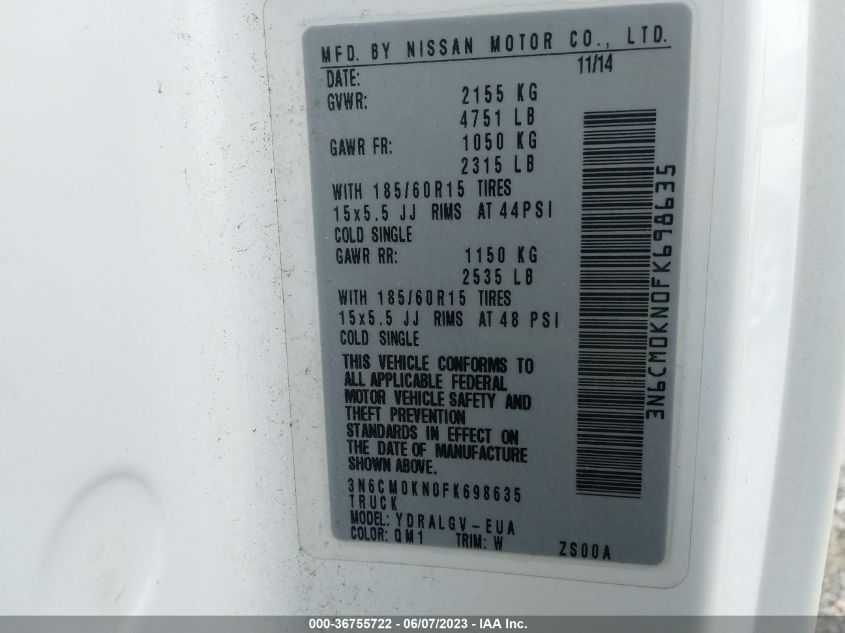 MFD. BY NISSAN MOTOR CO., LTD.
DATE: 11/14
GVWR: 2155 KG
4751 LB
GAWR FR: 1050 KG
2315 LB
WITH 185/60R15 TIRES
15x5.5 JJ RIMS AT 44PSI
COLD SINGLE
GAWR RR: 1150 KG
2535 LB
WITH 185/60R15 TIRES
15x5.5 JJ RIMS AT 48 PSI
COLD SINGLE
THIS VEHICLE CONFORMS TO
ALL APPLICABLE FEDERAL
MOTOR VEHICLE SAFETY AND
THEFT PREVENTION
STANDARDS IN EFFECT ON
THE DATE OF MANUFACTURE
SHOWN ABOVE.
3N6CM0KN0FK698635
TRUCK
MODEL: YDRALGV-EUA
COLOR: QM1 TRIM: W ZS00A
3N6CM0KN0FK698635
000-36755722 - 06/07/2023 - IAA Inc.